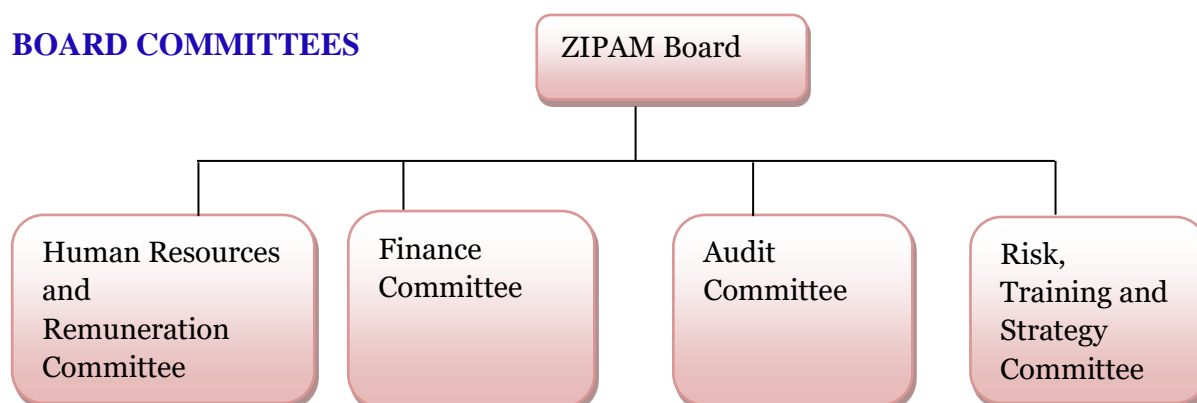 BOARD COMMITTEES
ZIPAM Board
Human Resources
and
Remuneration
Committee
Finance
Committee
Audit
Committee
Risk,
Training and
Strategy
Committee